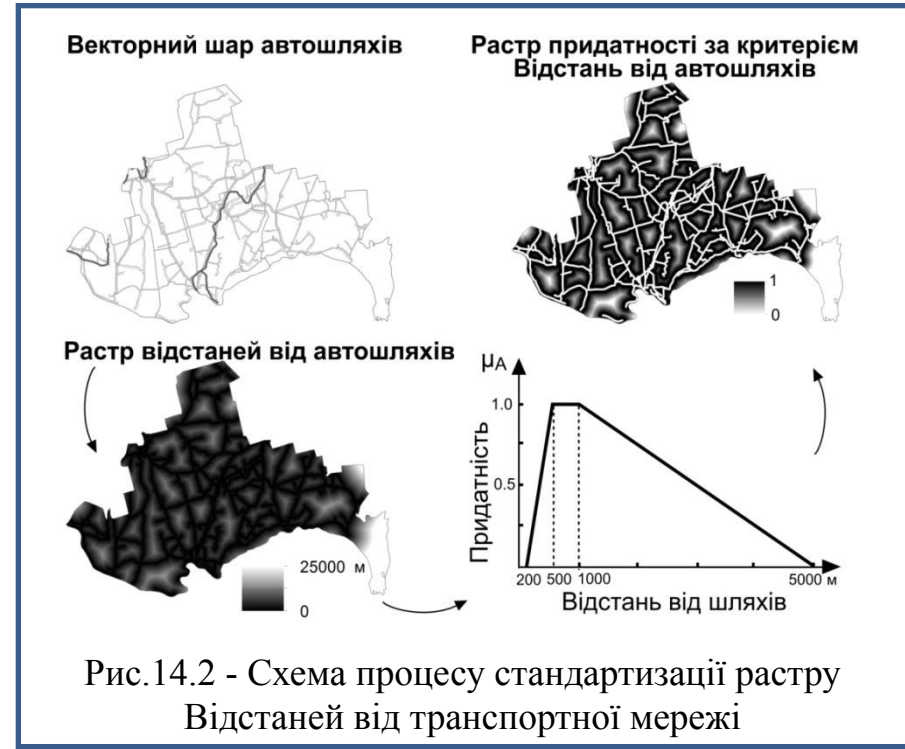 Векторний шар автошляхів
Растр придатності за критерієм
Відстань від автошляхів
1
0
Растр відстаней від автошляхів
25000 м
0
μA
1.0
0.5
Придатність
200 500 1000 5000 м
Відстань від шляхів
Рис.14.2 - Схема процесу стандартизації растру
Відстаней від транспортної мережі